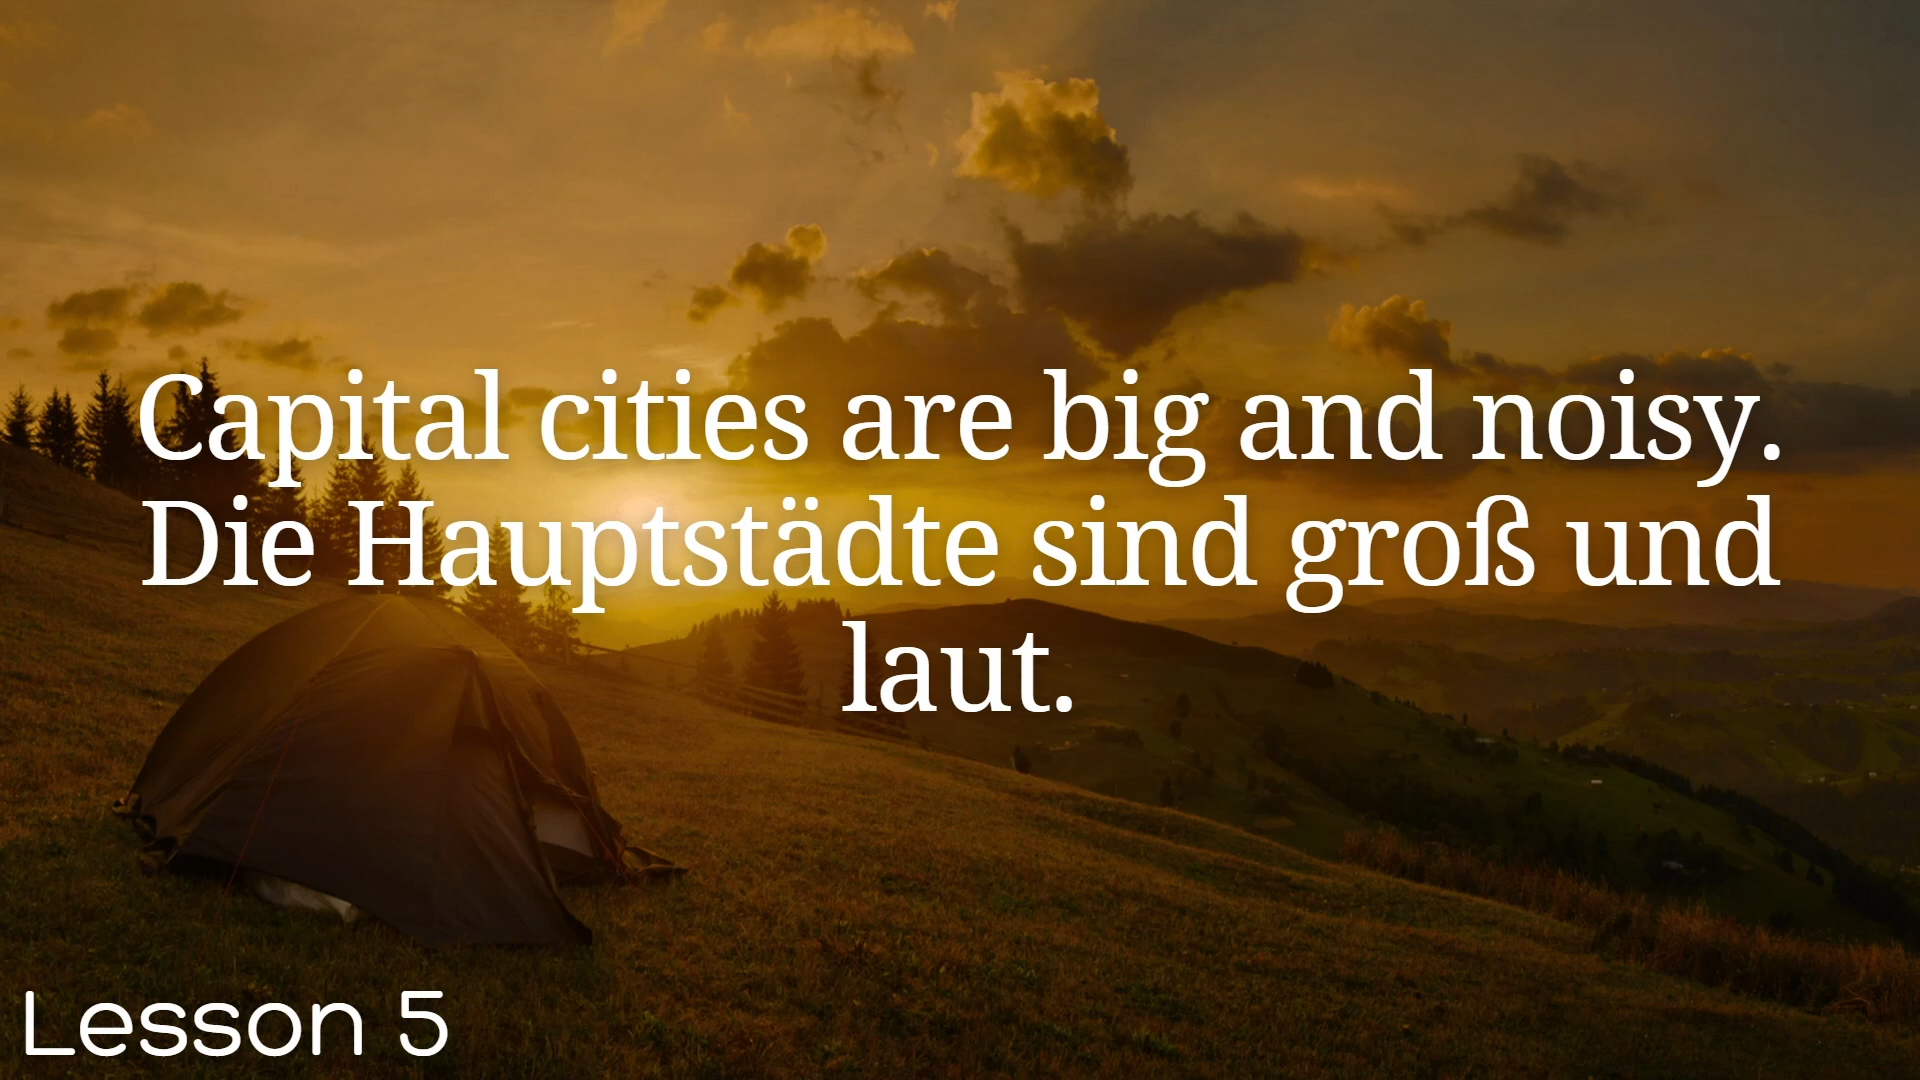 Capital cities are big and noisy.
Die Hauptstädte sind groß und
laut.
Lesson 5